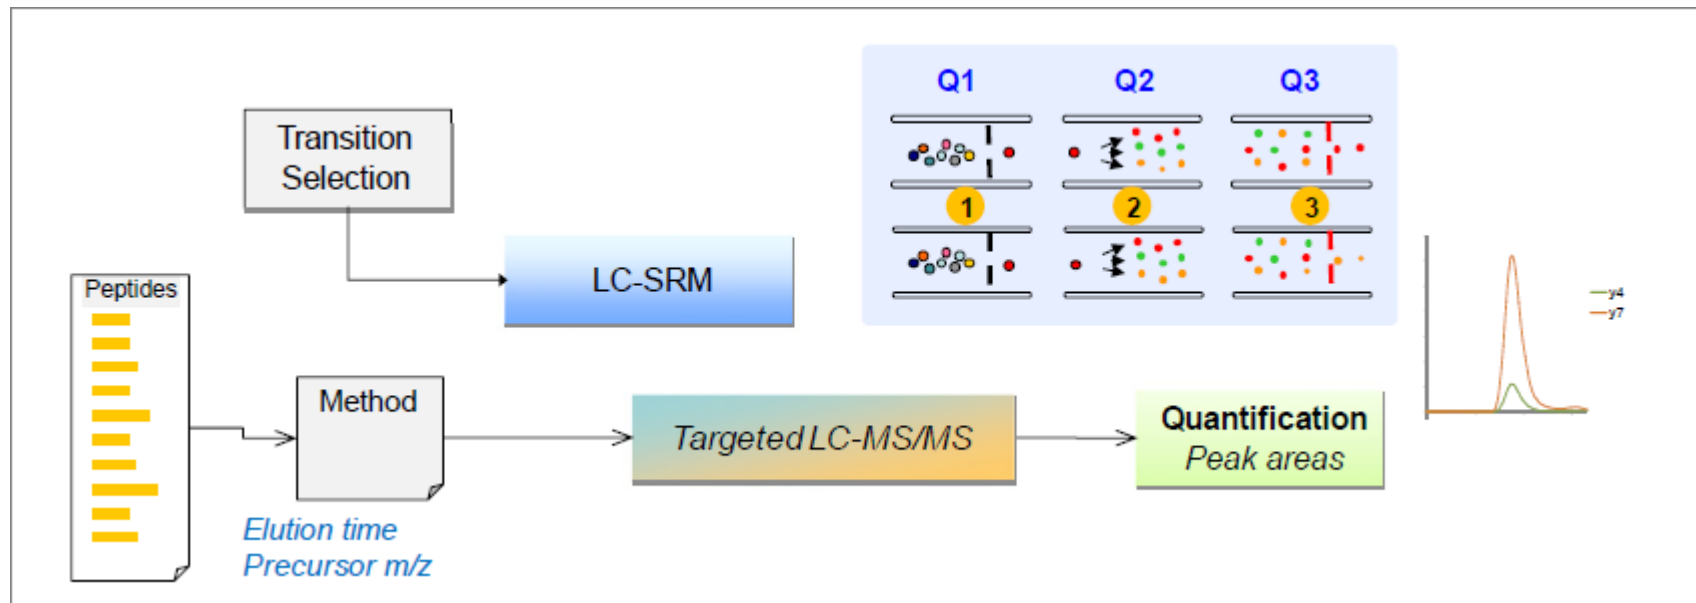 Q1
Q2
Q3
Transition
Selection
1
2
3
LC-SRM
Peptides
y4
y7
Method
Targeted LC-MS/MS
Quantification
Peak areas
Elution time
Precursor m/z